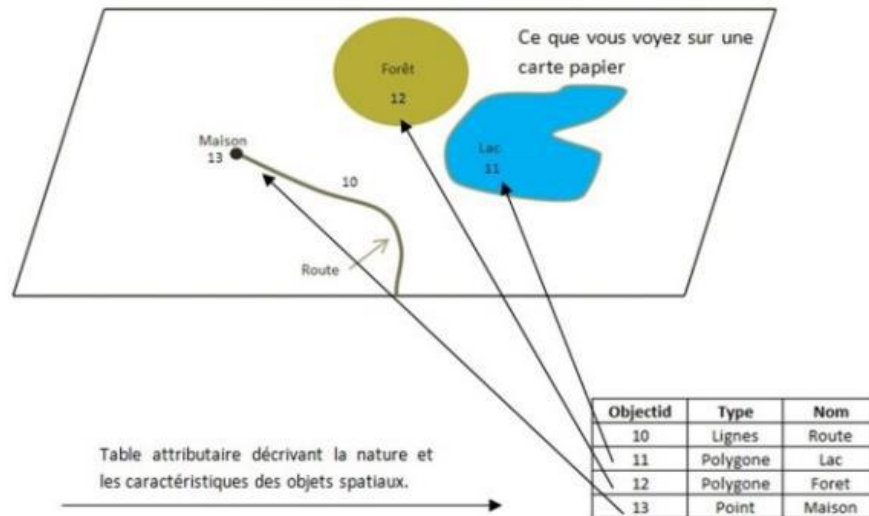 Ce que vous voyez sur une
carte papier
Forêt
12
Maison
13
Lac
11
10
Route
Table attributaire décrivant la nature et
les caractéristiques des objets spatiaux.
Objectid Type Nom
10 Lignes Route
11 Polygone Lac
12 Polygone Foret
13 Point Maison